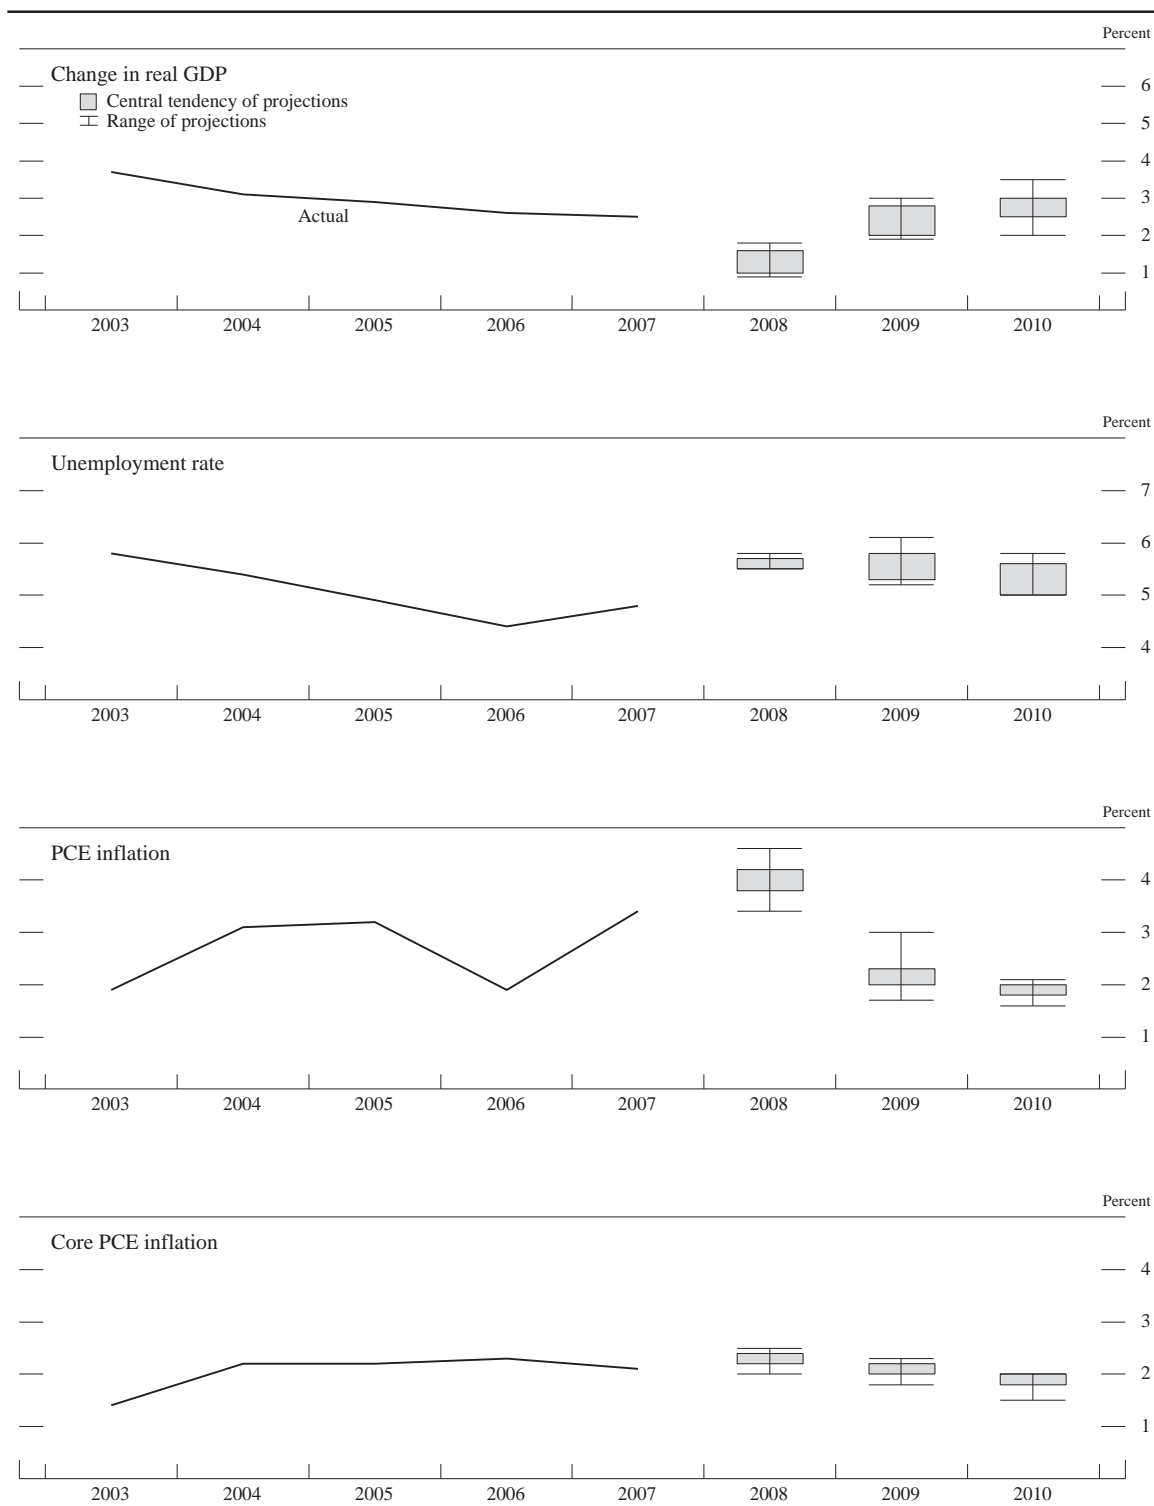 Percent
Change in real GDP
Central tendency of projections
Range of projections
6
5
4
3
2
1
Actual
2003 2004 2005 2006 2007 2008 2009 2010
Percent
Unemployment rate
7
6
5
4
2003 2004 2005 2006 2007 2008 2009 2010
Percent
PCE inflation
4
3
2
1
2003 2004 2005 2006 2007 2008 2009 2010
Percent
Core PCE inflation
4
3
2
1
2003 2004 2005 2006 2007 2008 2009 2010